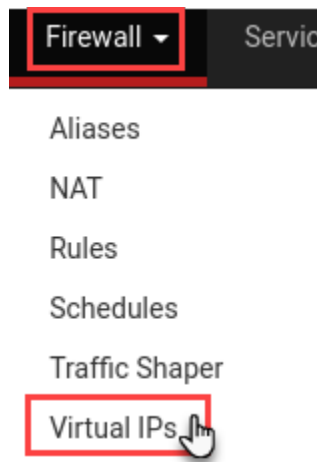 Firewall
Aliases
NAT
Rules
Schedules
Traffic Shaper
Virtual IPs